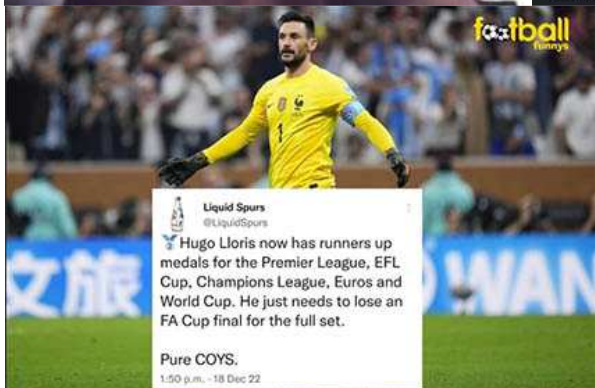 football
funnys
1
Liquid Spurs
@LiquidSpurs
Hugo Lloris now has runners up
medals for the Premier League, EFL
Cup, Champions League, Euros and
World Cup. He just needs to lose an
FA Cup final for the full set.
Pure COYS.
1:50 p.m. - 18 Dec 22
文旅
WAN